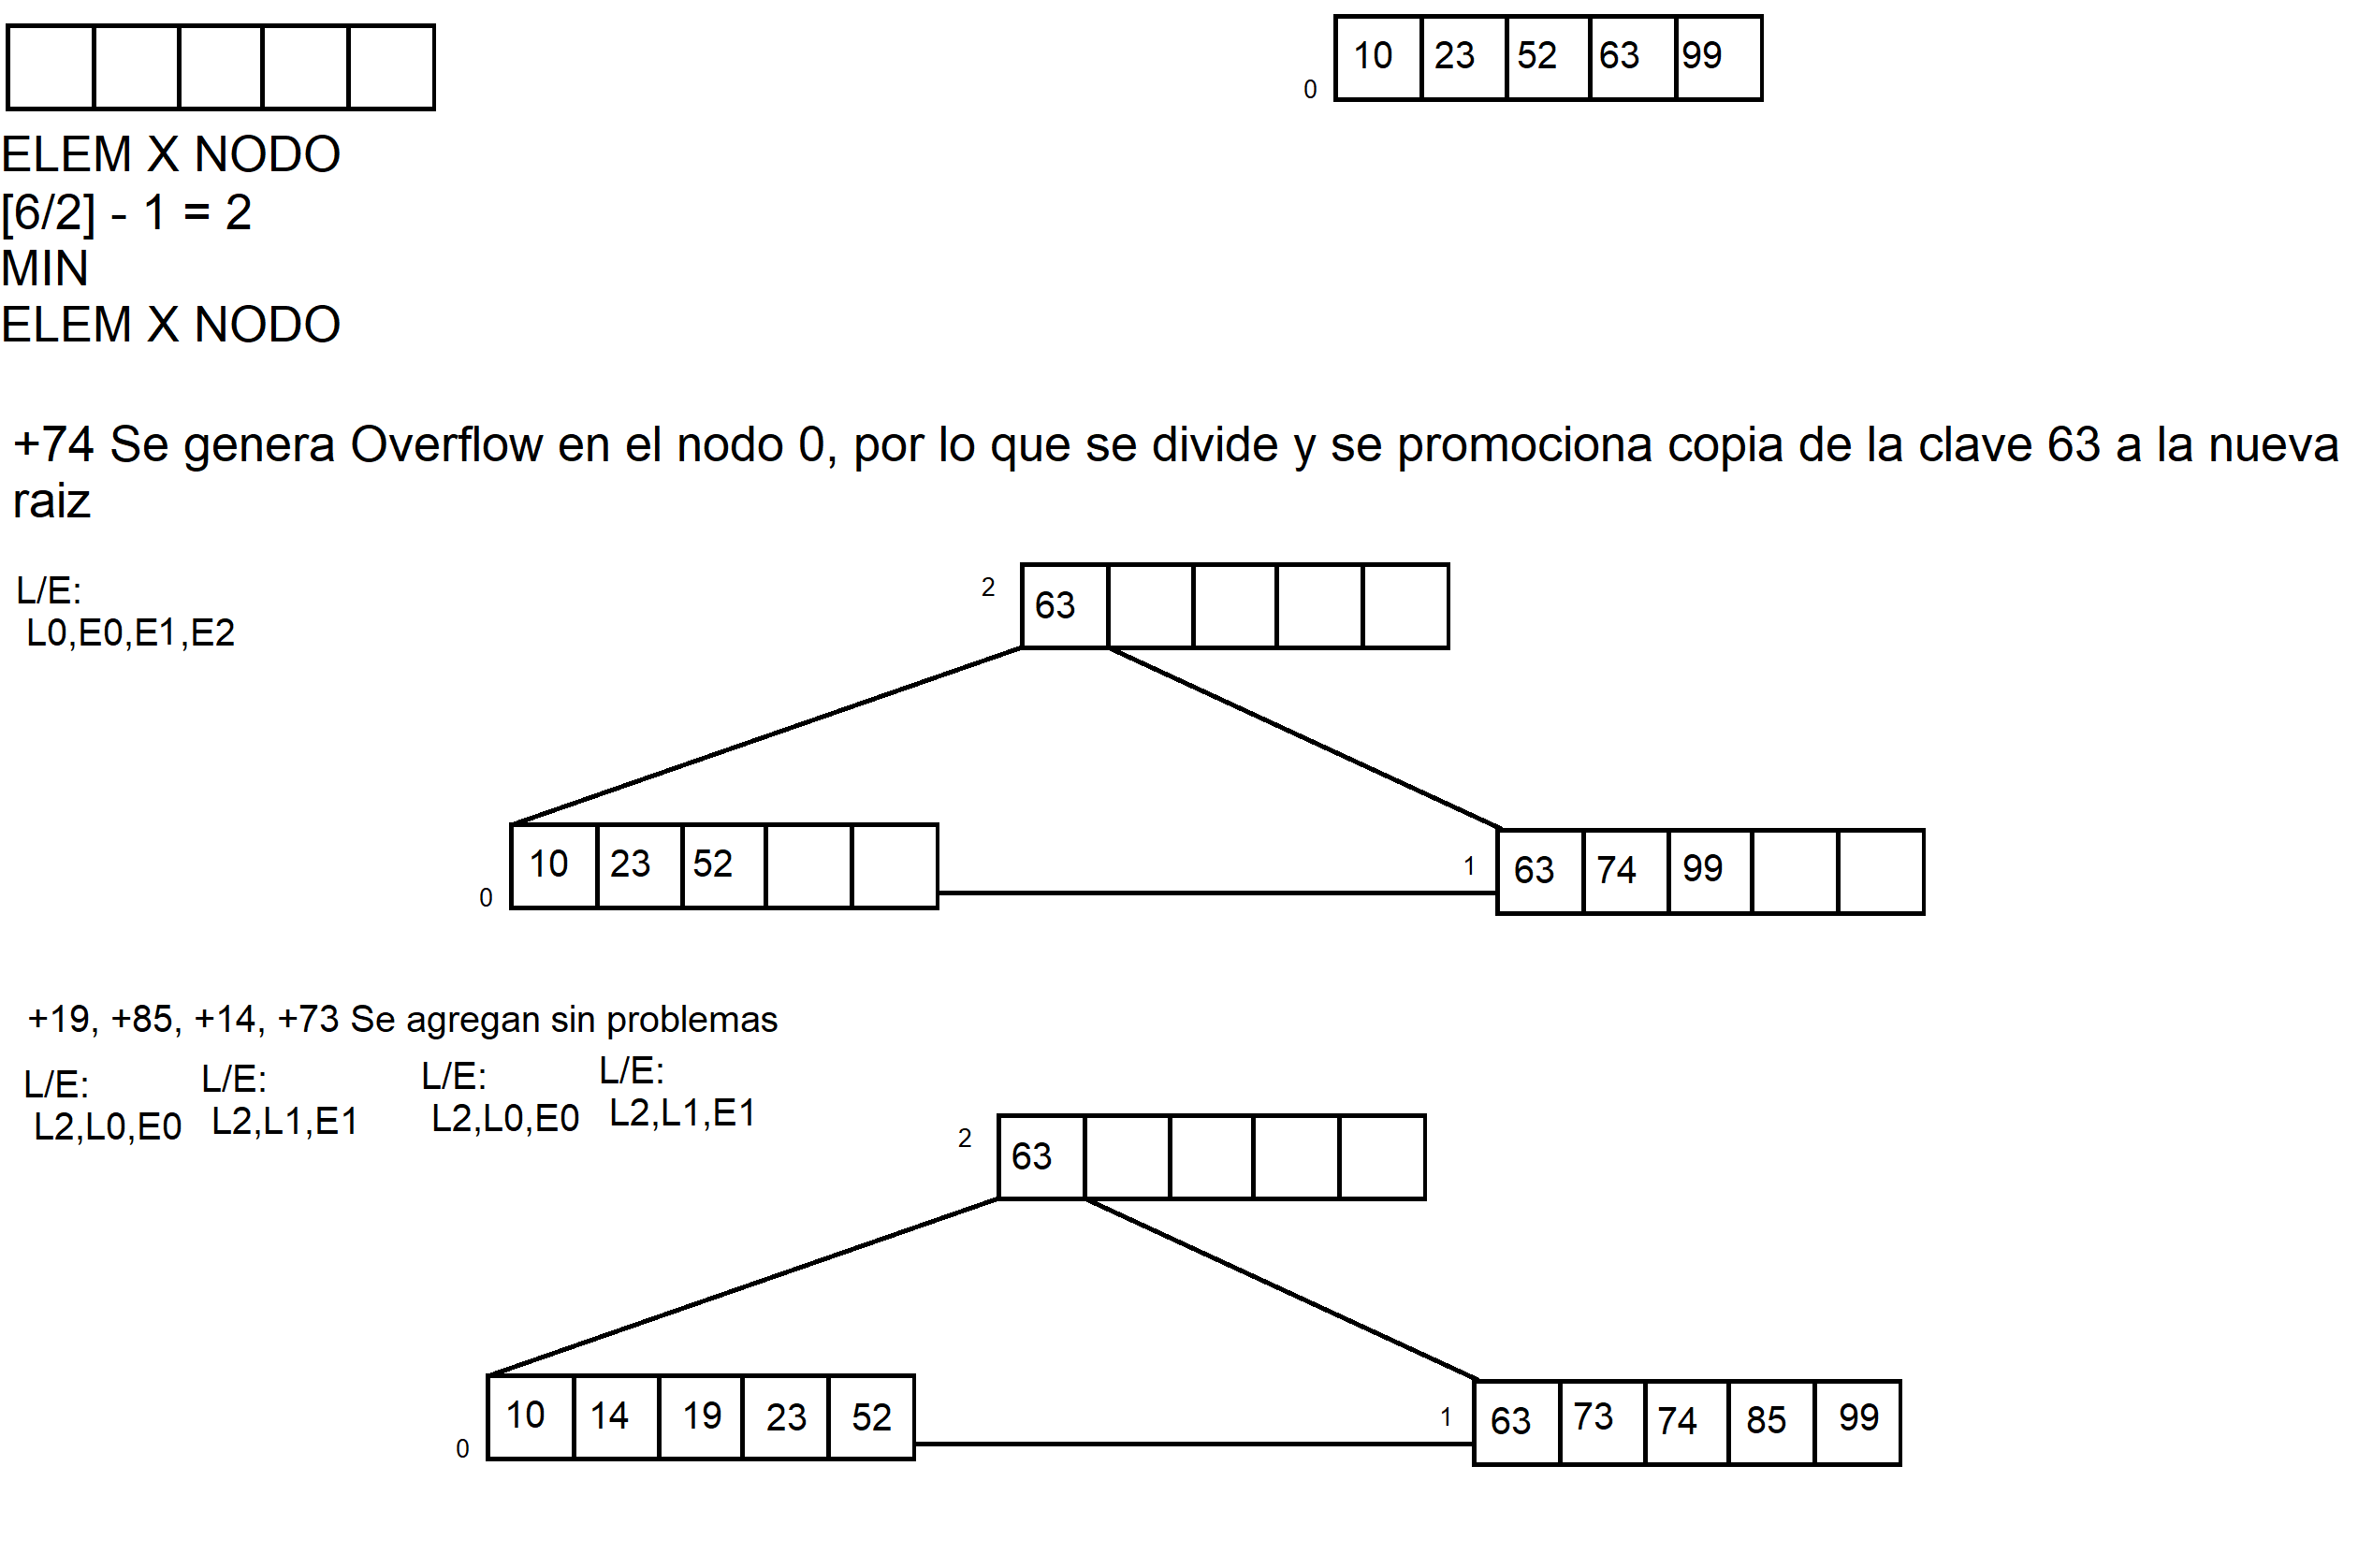 10 23 52 63 99
0
ELEM X NODO
[6/2] - 1 = 2
MIN
ELEM X NODO
+74 Se genera Overflow en el nodo 0, por lo que se divide y se promociona copia de la clave 63 a la nueva
raiz
L/E:
L0,E0,E1,E2
2
63
10 23 52
0
1
63 74 99
+19, +85, +14, +73 Se agregan sin problemas
L/E:
L2,L0,E0
L/E:
L2,L1,E1
L/E:
L2,L0,E0
L/E:
L2,L1,E1
2
63
10 14 19 23 52
0
1
63 73 74 85 99